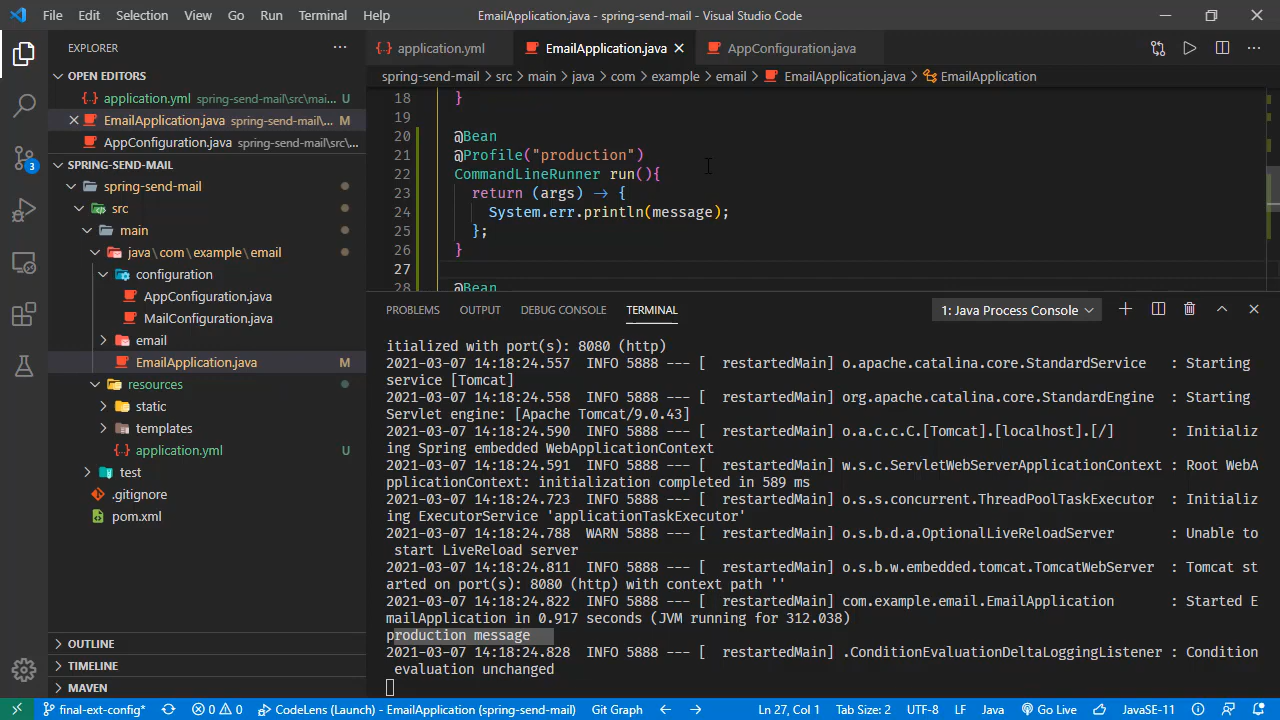 File Edit Selection View Go Run Terminal Help EmailApplication.java - spring-send-mail - Visual Studio Code
EXPLORER
OPEN EDITORS
application.yml spring-send-mail\src\mai... U
EmailApplication.java spring-send-mail\... M
AppConfiguration.java spring-send-mail\src\...
SPRING-SEND-MAIL
spring-send-mail
src
main
java\com\example\email
configuration
AppConfiguration.java
MailConfiguration.java
email
EmailApplication.java M
resources
static
templates
application.yml U
test
.gitignore
pom.xml
OUTLINE
TIMELINE
MAVEN
3
application.yml EmailApplication.java AppConfiguration.java
spring-send-mail > src > main > java > com > example > email > EmailApplication.java > EmailApplication
18 }
19
20 @Bean
21 @Profile("production")
22 CommandLineRunner run(){
23 return (args) → {
24 System.err.println(message);
25 };
26 }
27
28 @Bean
PROBLEMS OUTPUT DEBUG CONSOLE TERMINAL 1: Java Process Console
itialized with port(s): 8080 (http)
2021-03-07 14:18:24.557 INFO 5888 --- [ restartedMain] o.apache.catalina.core.StandardService : Starting
service [Tomcat]
2021-03-07 14:18:24.558 INFO 5888 --- [ restartedMain] org.apache.catalina.core.StandardEngine : Starting
Servlet engine: [Apache Tomcat/9.0.43]
2021-03-07 14:18:24.590 INFO 5888 --- [ restartedMain] o.a.c.c.C.[Tomcat].[localhost].[/] : Initializ
ing Spring embedded WebApplicationContext
2021-03-07 14:18:24.591 INFO 5888 --- [ restartedMain] w.s.c.ServletWebServerApplicationContext : Root WebA
pplicationContext: initialization completed in 589 ms
2021-03-07 14:18:24.723 INFO 5888 --- [ restartedMain] o.s.s.concurrent.ThreadPoolTaskExecutor : Initializ
ing ExecutorService 'applicationTaskExecutor'
2021-03-07 14:18:24.788 WARN 5888 --- [ restartedMain] o.s.b.d.a.OptionalLiveReloadServer : Unable to
start LiveReload server
2021-03-07 14:18:24.811 INFO 5888 --- [ restartedMain] o.s.b.w.embedded.tomcat.TomcatWebServer : Tomcat st
arted on port(s): 8080 (http) with context path ''
2021-03-07 14:18:24.822 INFO 5888 --- [ restartedMain] com.example.email.EmailApplication : Started E
mailApplication in 0.917 seconds (JVM running for 312.038)
production message
2021-03-07 14:18:24.828 INFO 5888 --- [ restartedMain] .ConditionEvaluationDeltaLoggingListener : Condition
evaluation unchanged
final-ext-config* 0 0 CodeLens (Launch) - EmailApplication (spring-send-mail) Git Graph Ln 27, Col 1 Tab Size: 2 UTF-8 LF Java Go Live JavaSE-11